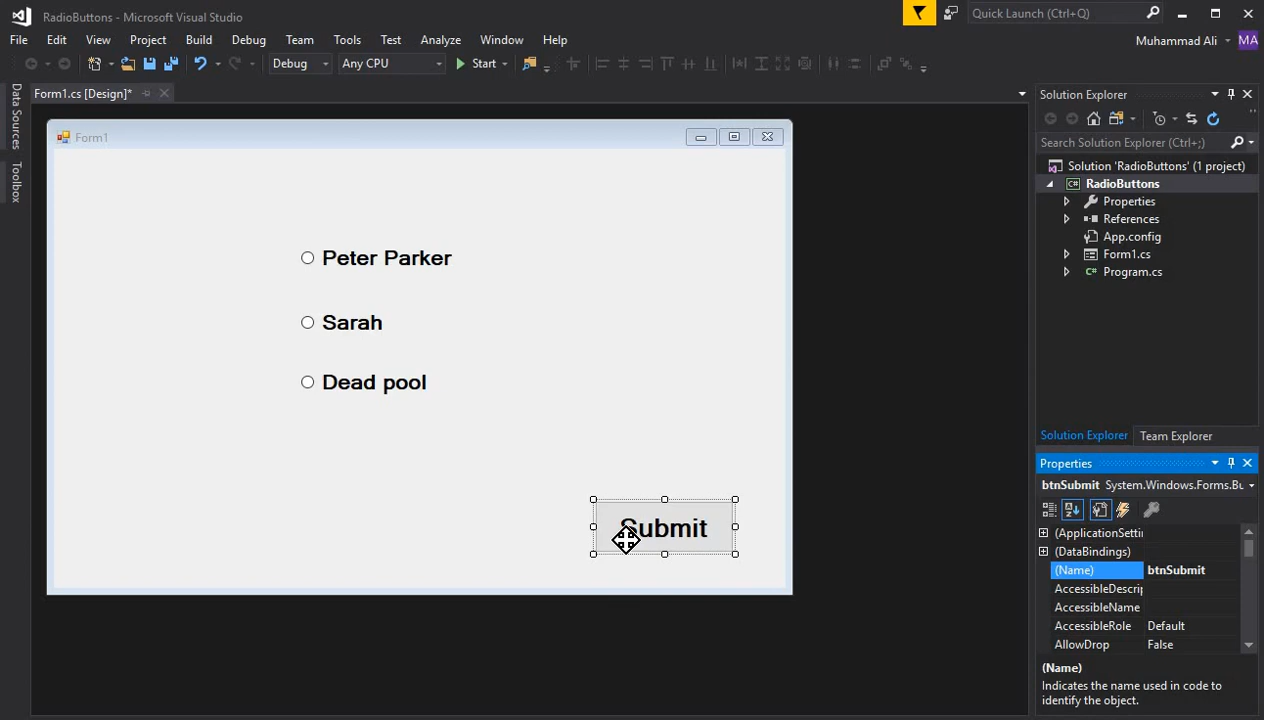 RadioButtons - Microsoft Visual Studio
Quick Launch (Ctrl+Q)
File Edit View Project Build Debug Team Tools Test Analyze Window Help
Muhammad Ali MA
Debug Any CPU Start
Form1.cs [Design]*
Data Sources
Toolbox
Form1
Peter Parker
Sarah
Dead pool
Submit
Solution Explorer
Search Solution Explorer (Ctrl+;)
Solution 'RadioButtons' (1 project)
RadioButtons
Properties
References
App.config
Form1.cs
Program.cs
Solution Explorer Team Explorer
Properties
btnSubmit System.Windows.Forms.Bu
(ApplicationSettin
(DataBindings)
(Name) btnSubmit
AccessibleDescrip
AccessibleName
AccessibleRole Default
AllowDrop False
(Name)
Indicates the name used in code to
identify the object.